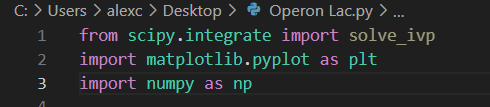 C: > Users > alexc > Desktop > Operon Lac.py > ...
1 from scipy.integrate import solve_ivp
2 import matplotlib.pyplot as plt
3 import numpy as np